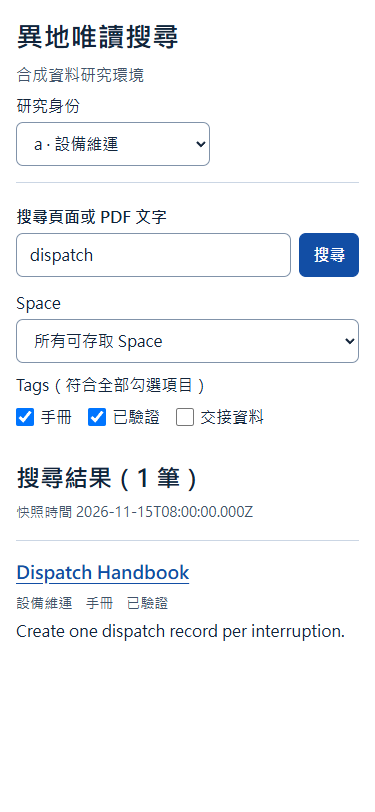 異地唯讀搜尋
合成資料研究環境
研究身份
a · 設備維運
搜尋頁面或 PDF 文字
dispatch
搜尋
Space
所有可存取 Space
Tags（符合全部勾選項目）
手冊 已驗證 交接資料
搜尋結果（1 筆）
快照時間 2026-11-15T08:00:00.000Z
Dispatch Handbook
設備維運 手冊 已驗證
Create one dispatch record per interruption.